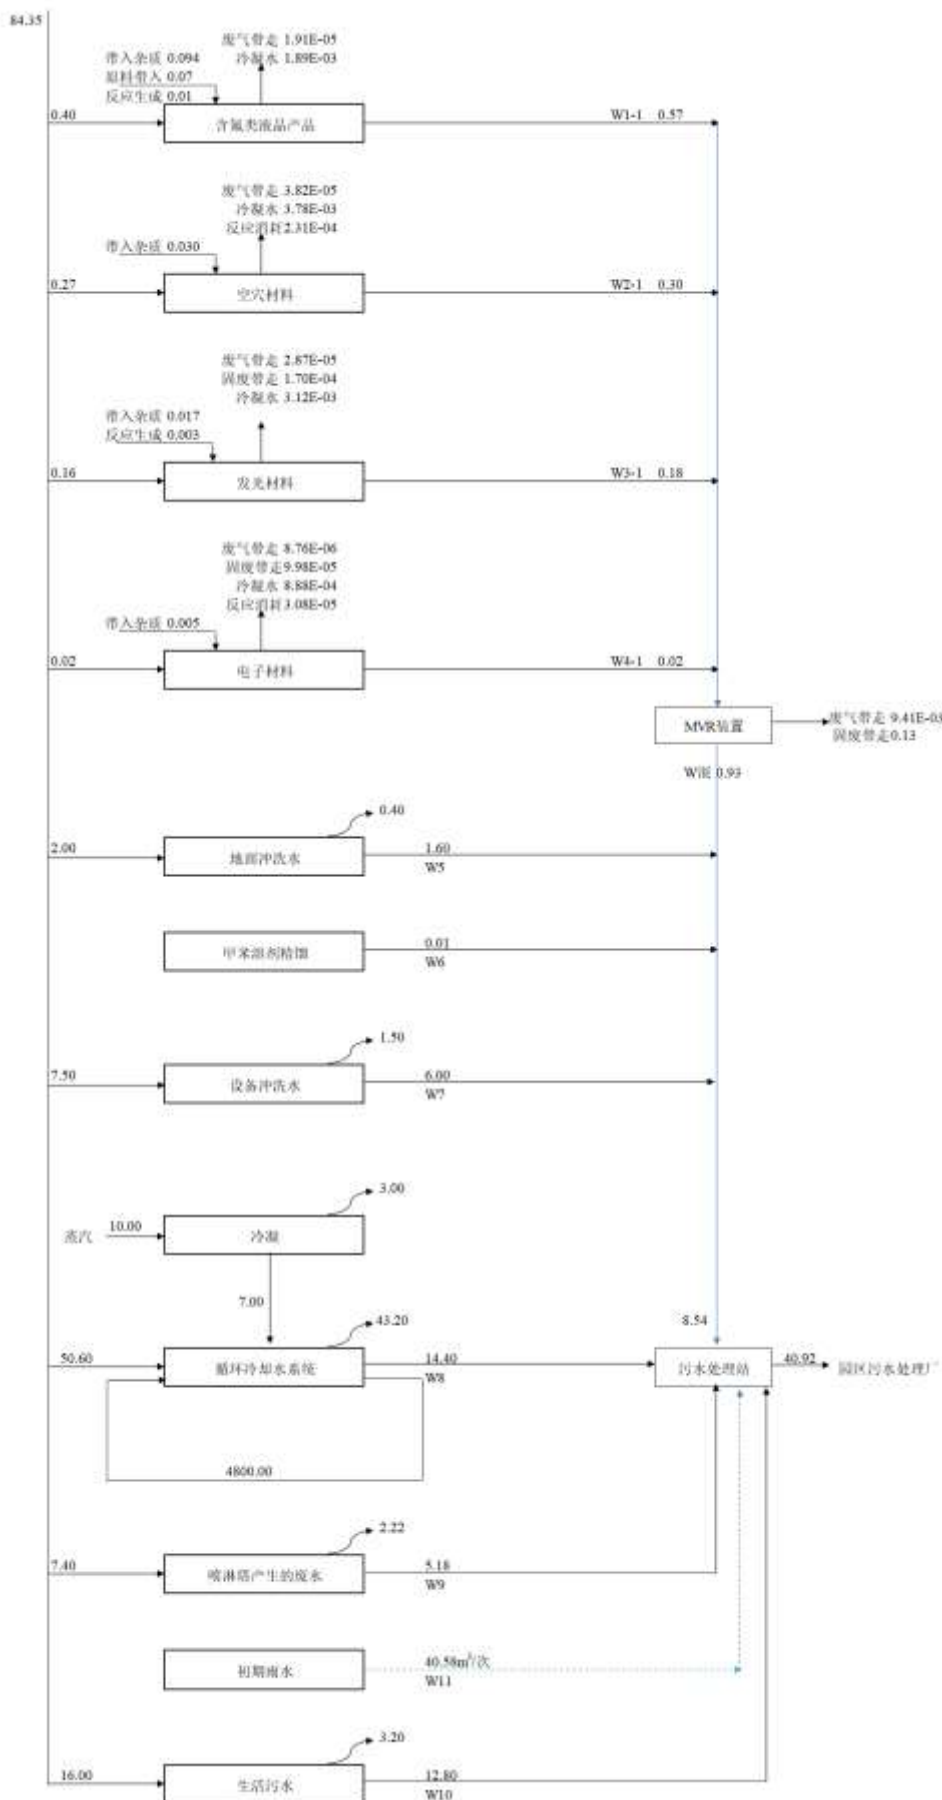 84.35
废气带走 1.91E-05
冷凝水 1.89E-03
带入杂质 0.094
原料带入 0.07
反应生成 0.01
0.40
含氟类液晶产品
W1-1 0.57
废气带走 3.82E-05
冷凝水 3.78E-03
反应消耗2.31E-04
带入杂质 0.030
0.27
空穴材料
W2-1 0.30
废气带走 2.87E-05
固废带走 1.70E-04
冷凝水 3.12E-03
带入杂质 0.017
反应生成 0.003
0.16
发光材料
W3-1 0.18
废气带走 8.76E-06
固废带走9.98E-05
冷凝水 8.88E-04
反应消耗3.08E-05
带入杂质 0.005
0.02
电子材料
W4-1 0.02
MVR装置
废气带走 9.41E-03
固废带走0.13
0.93
0.40
2.00
地面冲洗水
1.60
W5
甲苯溶剂精馏
0.01
W6
1.50
7.50
设备冲洗水
6.00
W7
3.00
蒸汽
10.00
冷凝
7.00
43.20
8.54
50.60
循环冷却水系统
14.40
W8
污水处理站
40.92
园区污水处理厂
4800.00
2.22
7.40
喷淋塔产生的废水
5.18
W9
初期雨水
40.58m³/次
W11
3.20
16.00
生活污水
12.80
W10